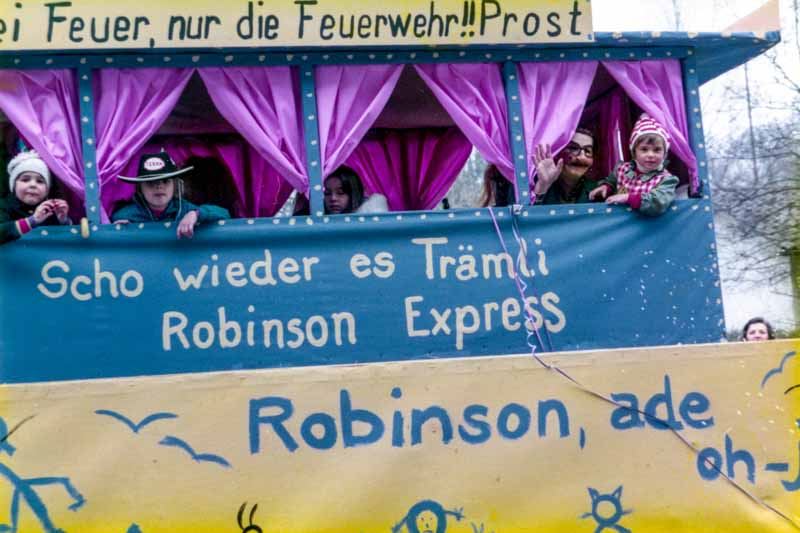 ei Feuer, nur die Feuerwehr!! Prost
Scho wieder es Trämli
Robinson Express
Robinson, ade
oh-j